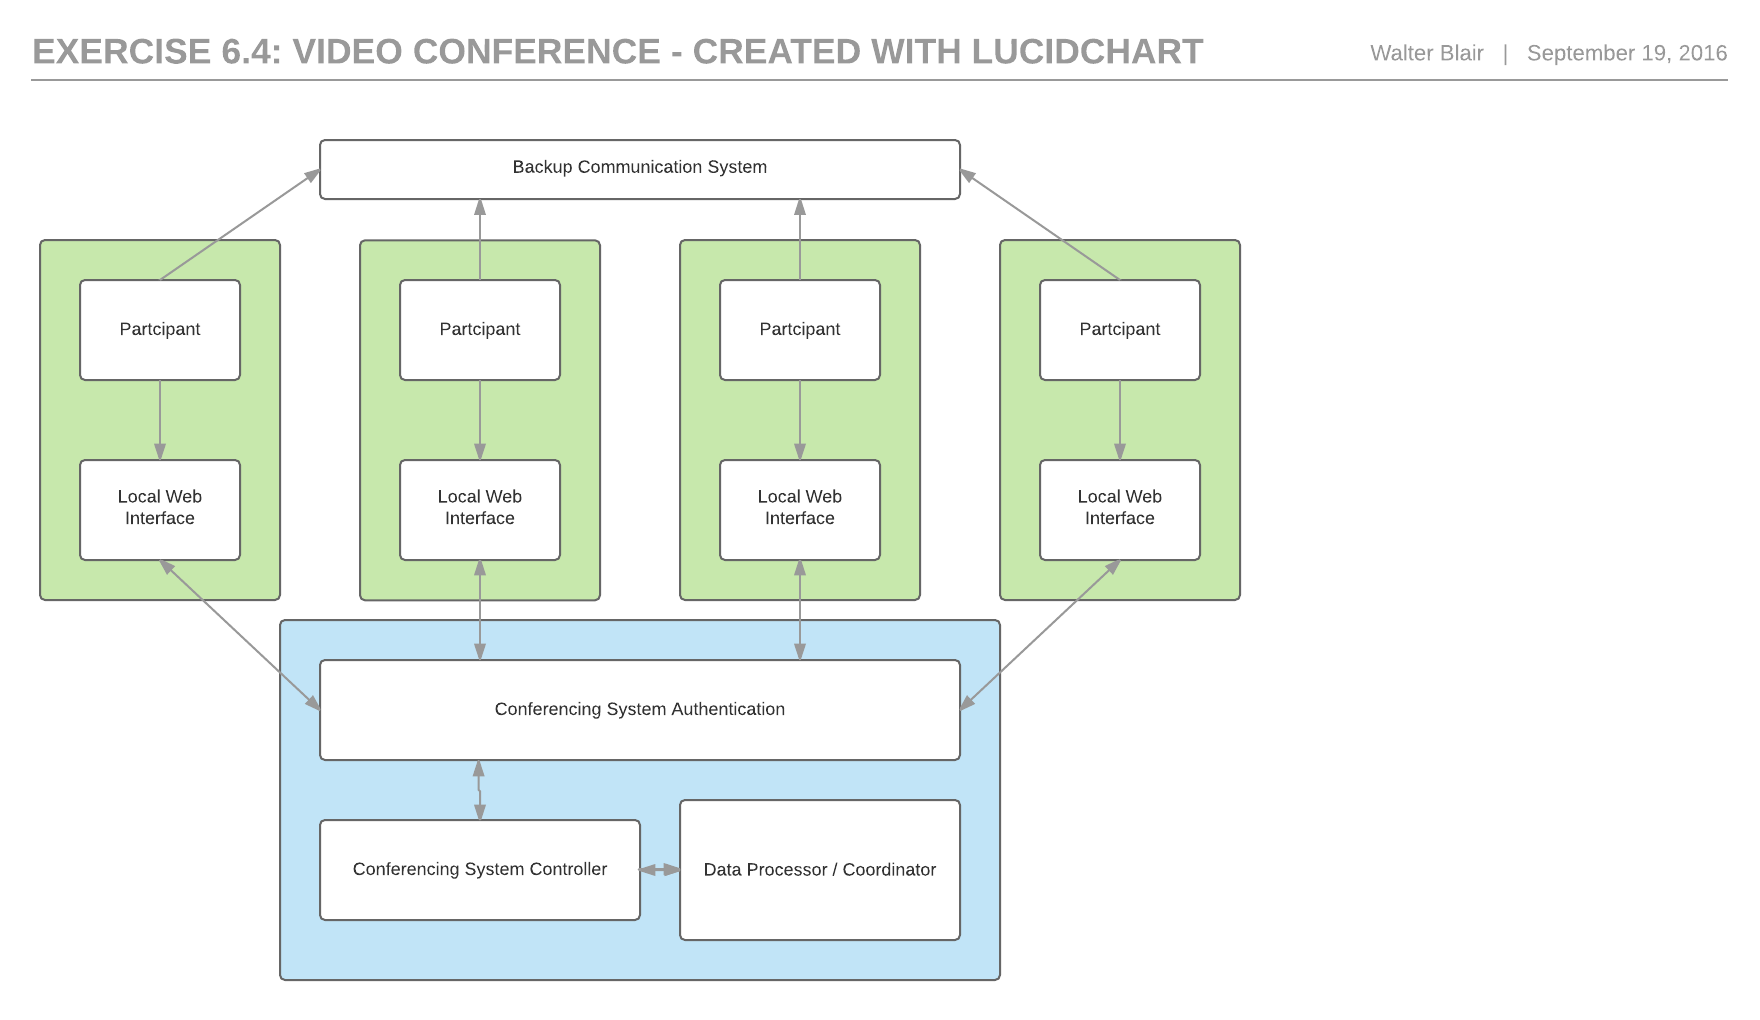 EXERCISE 6.4: VIDEO CONFERENCE - CREATED WITH LUCIDCHART
Walter Blair | September 19, 2016
Backup Communication System
Partcipant
Partcipant
Partcipant
Partcipant
Local Web
Interface
Local Web
Interface
Local Web
Interface
Local Web
Interface
Conferencing System Authentication
Conferencing System Controller
Data Processor / Coordinator